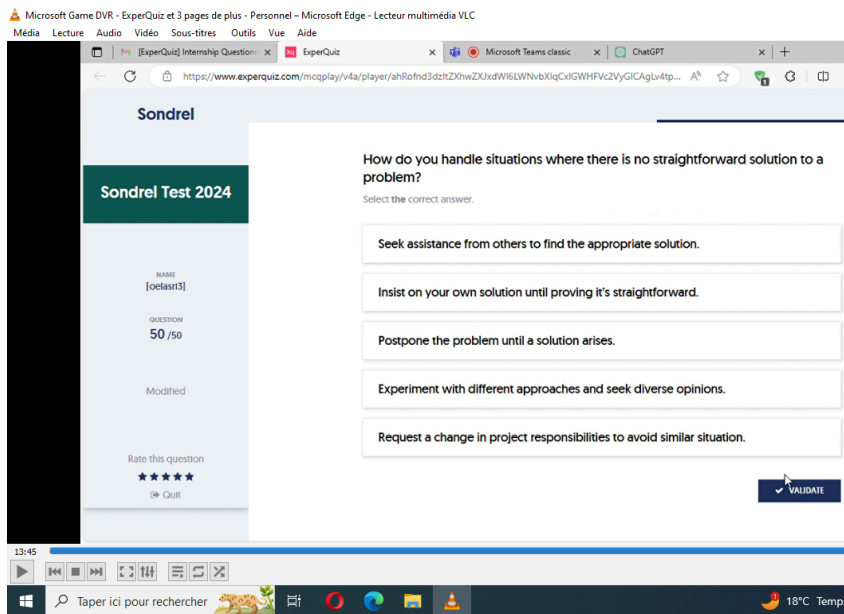 Microsoft Game DVR - ExperQuiz et 3 pages de plus - Personnel – Microsoft Edge - Lecteur multimédia VLC
Média Lecture Audio Vidéo Sous-titres Outils Vue Aide
[ExperQuiz] Internship Question
Xq ExperQuiz
Microsoft Teams classic
ChatGPT
https://www.experquiz.com/mcqplay/v4a/player/
Sondrel
Sondrel Test 2024
NAME
[oelasri3]
QUESTION
50 /50
Modified
Rate this question
Quit
How do you handle situations where there is no straightforward solution to a
problem?
Select the correct answer.
Seek assistance from others to find the appropriate solution.
Insist on your own solution until proving it's straightforward.
Postpone the problem until a solution arises.
Experiment with different approaches and seek diverse opinions.
Request a change in project responsibilities to avoid similar situation.
VALIDATE
13:45
Taper ici pour rechercher
18°C Temp